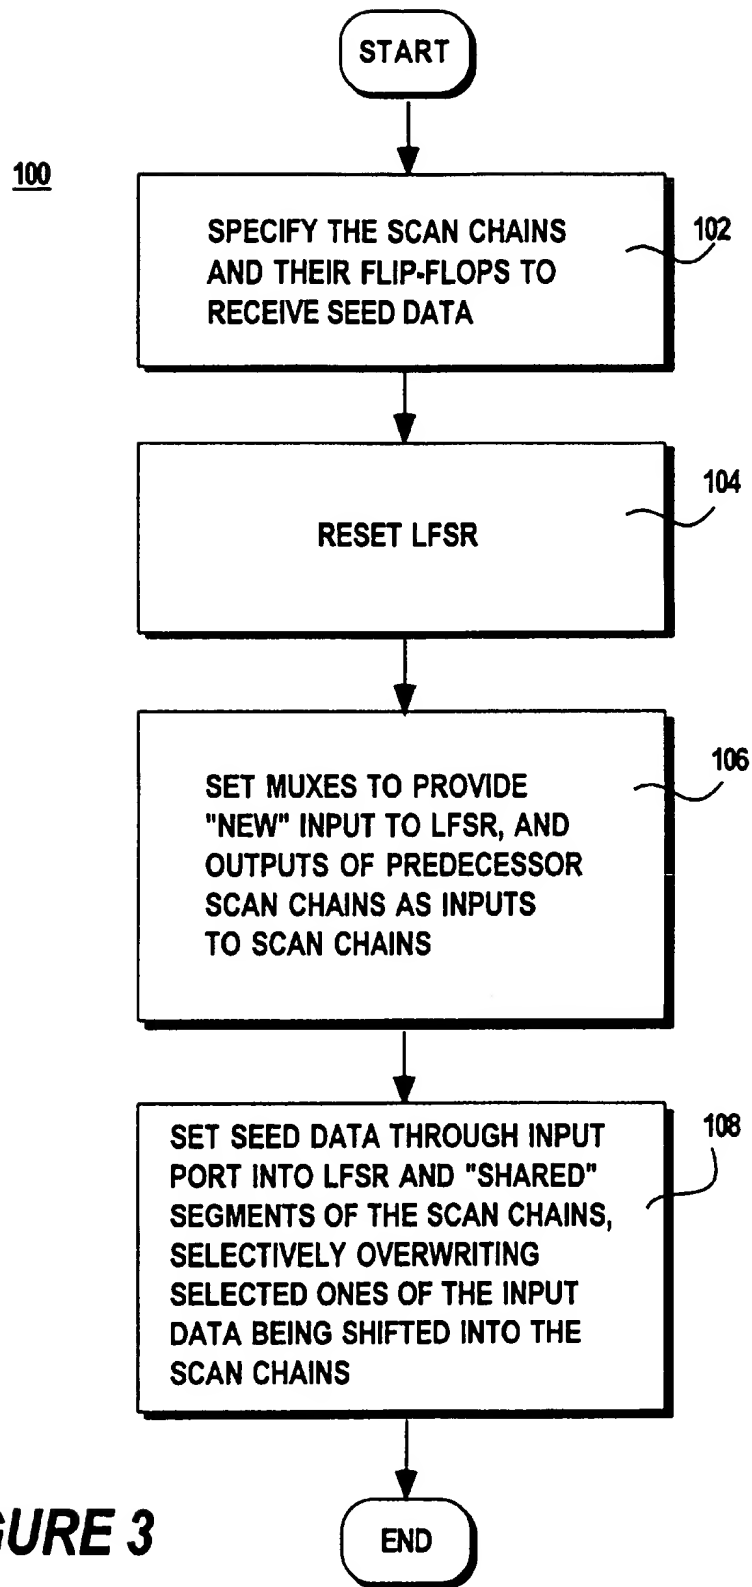 START
100
SPECIFY THE SCAN CHAINS
AND THEIR FLIP-FLOPS TO
RECEIVE SEED DATA
102
RESET LFSR
104
SET MUXES TO PROVIDE
"NEW" INPUT TO LFSR, AND
OUTPUTS OF PREDECESSOR
SCAN CHAINS AS INPUTS
TO SCAN CHAINS
106
SET SEED DATA THROUGH INPUT
PORT INTO LFSR AND "SHARED"
SEGMENTS OF THE SCAN CHAINS,
SELECTIVELY OVERWRITING
SELECTED ONES OF THE INPUT
DATA BEING SHIFTED INTO THE
SCAN CHAINS
108
END
GURE 3